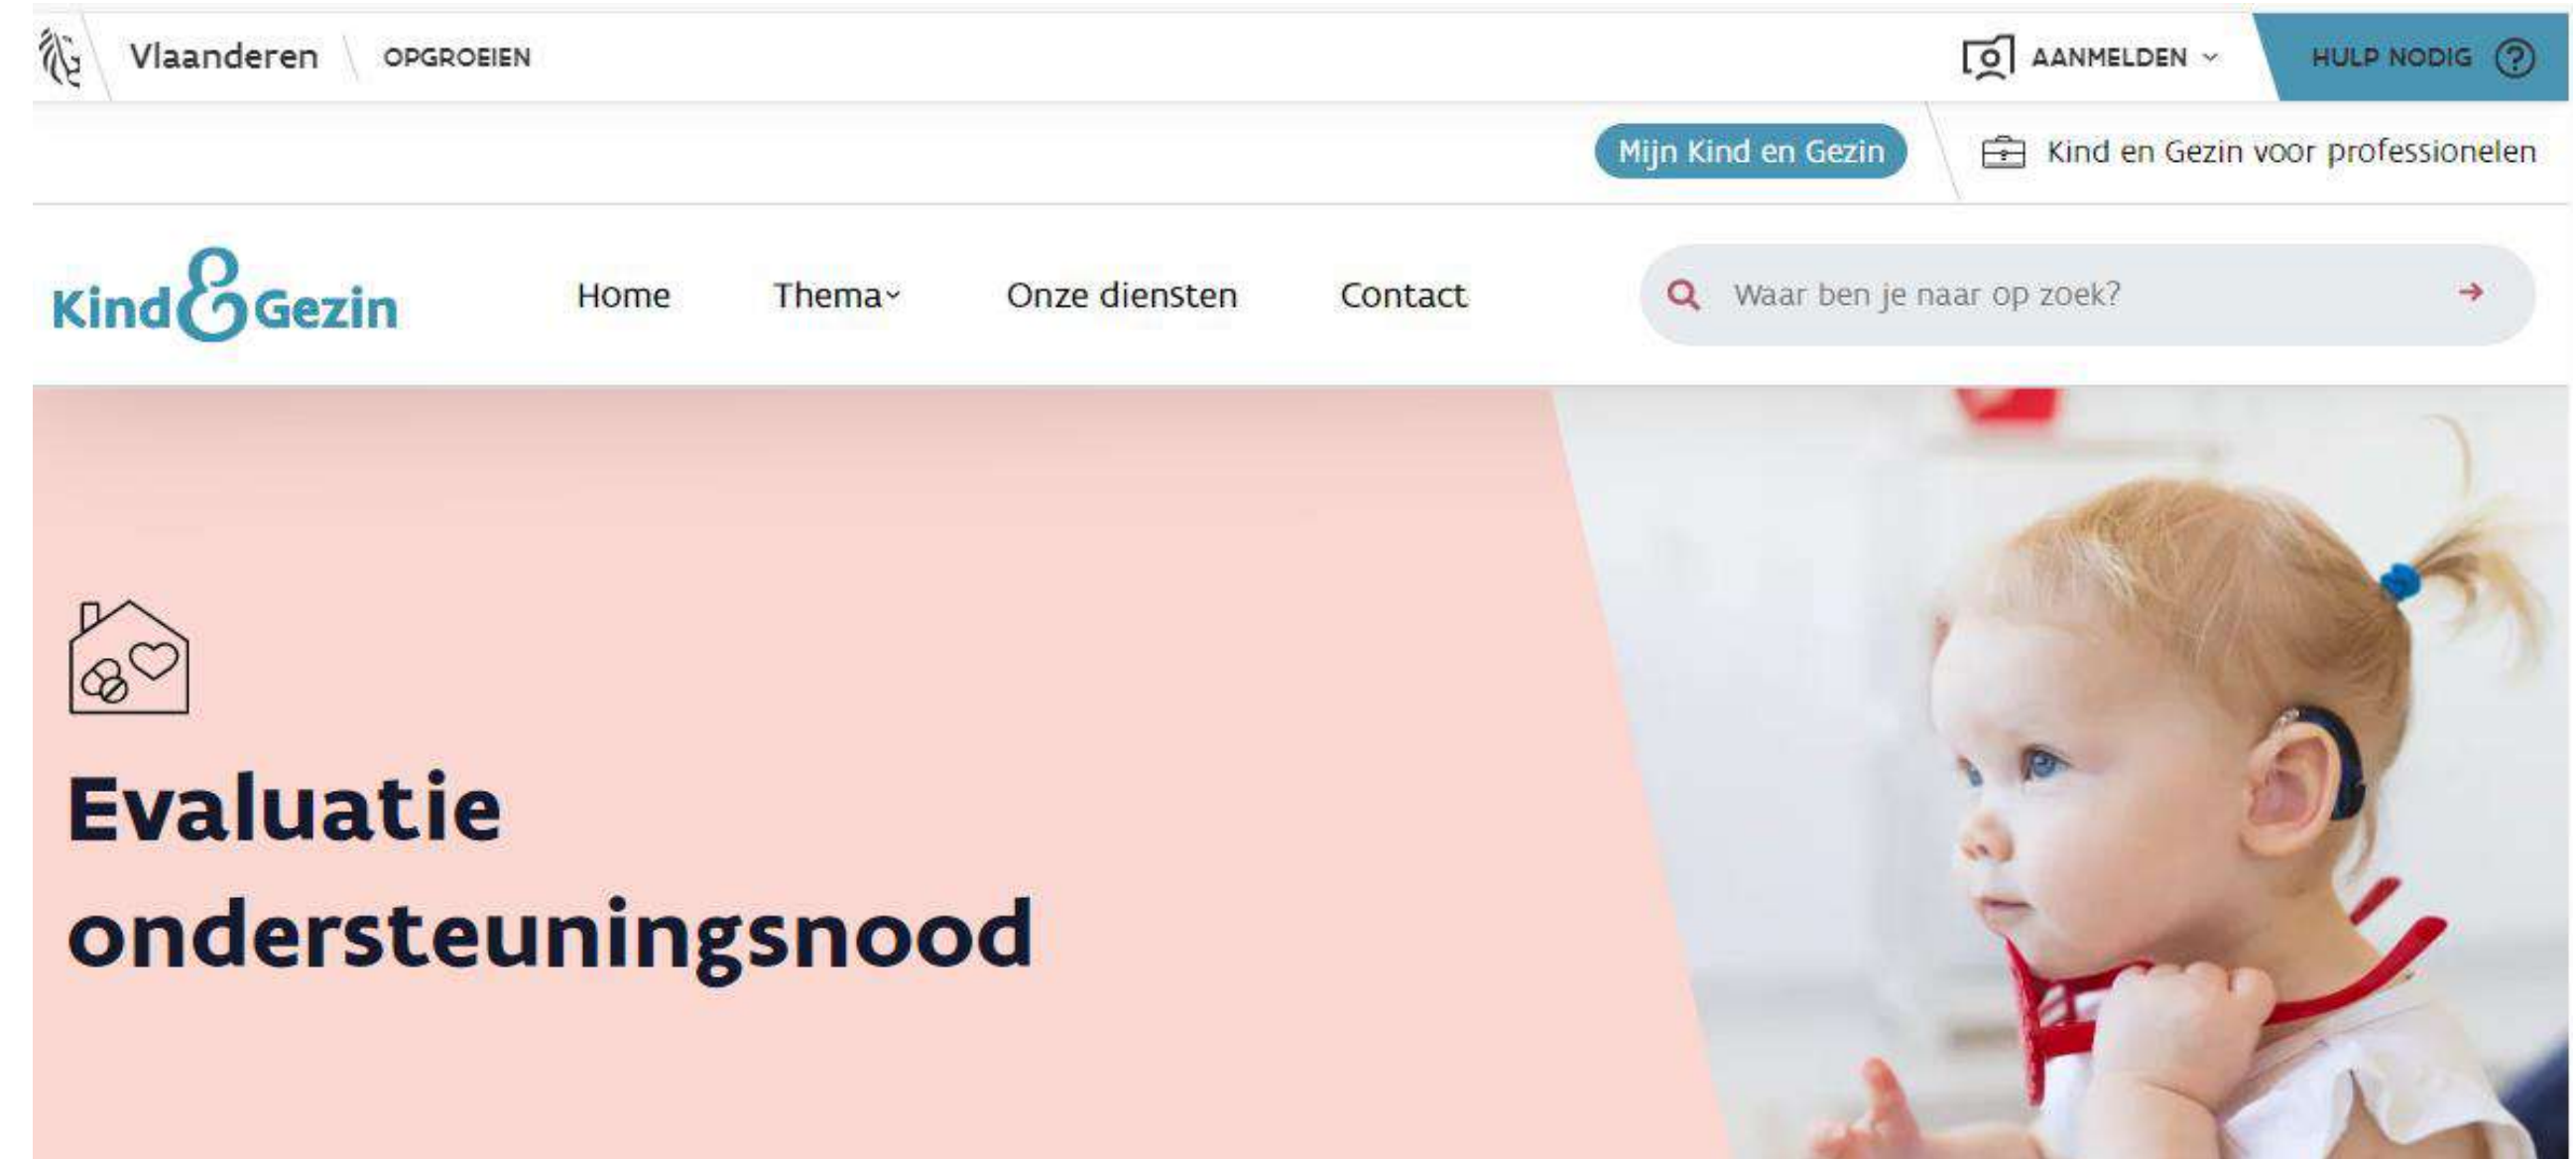 Vlaanderen OPGROEIEN AANMELDEN HULP NODIG ?
Mijn Kind en Gezin Kind en Gezin voor professionelen
Kind & Gezin Home Thema Onze diensten Contact Waar ben je naar op zoek?
Evaluatie
ondersteuningsnood